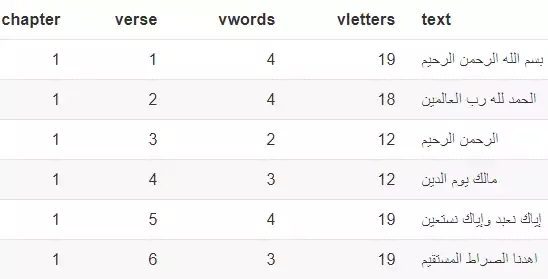 chapter verse vwords vletters text
1 1 4 19 بسم الله الرحمن الرحيم
1 2 4 18 الحمد لله رب العالمين
1 3 2 12 الرحمن الرحيم
1 4 3 12 مالك يوم الدين
1 5 4 19 إياك نعبد وإياك نستعين
1 6 3 19 اهدنا الصراط المستقيم